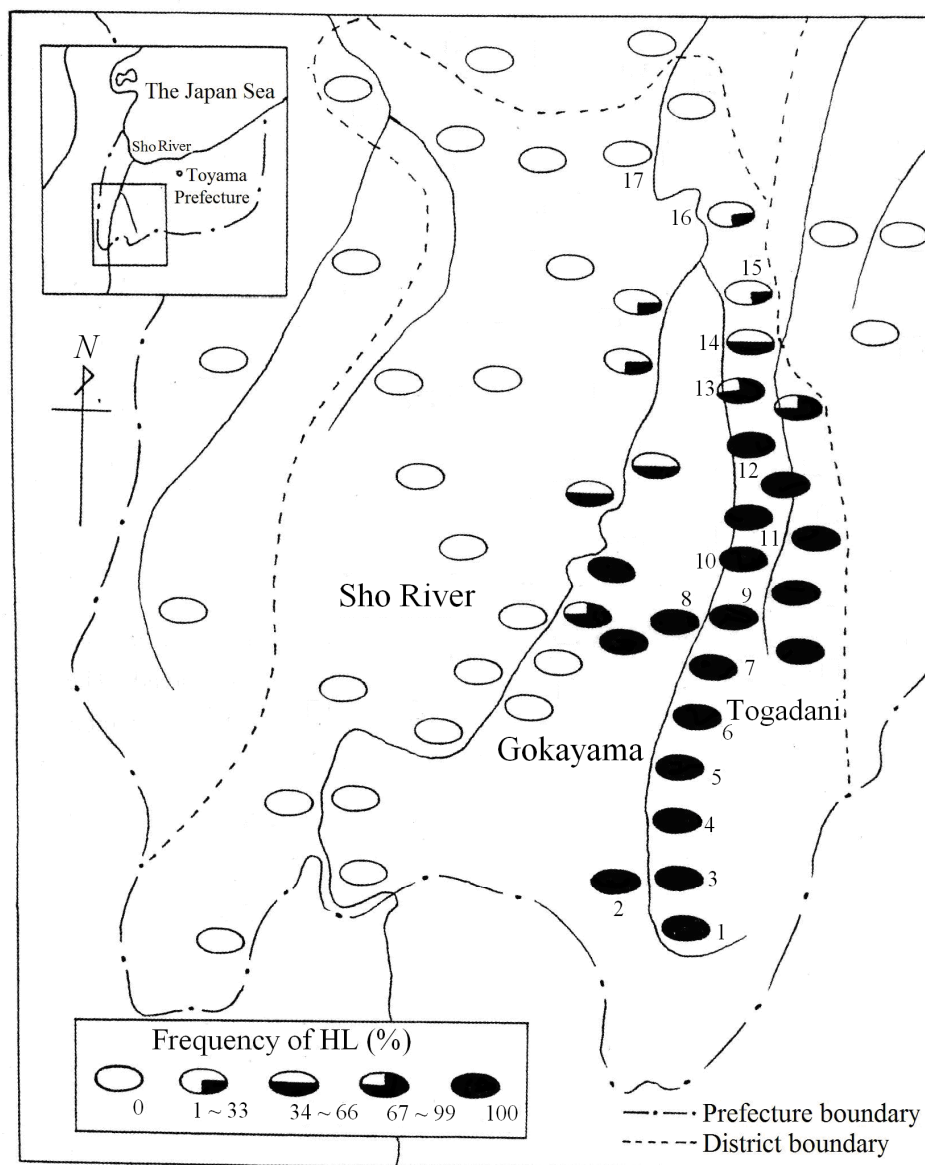 The Japan Sea
Sho River
Toyama
Prefecture
17
16
15
14
N
13
12
11
10
Sho River
8
9
7
Togadani
6
Gokayama
5
4
3
2
1
Frequency of HL (%)
0
1 ~ 33
34 ~ 66
67 ~ 99
100
Prefecture boundary
District boundary